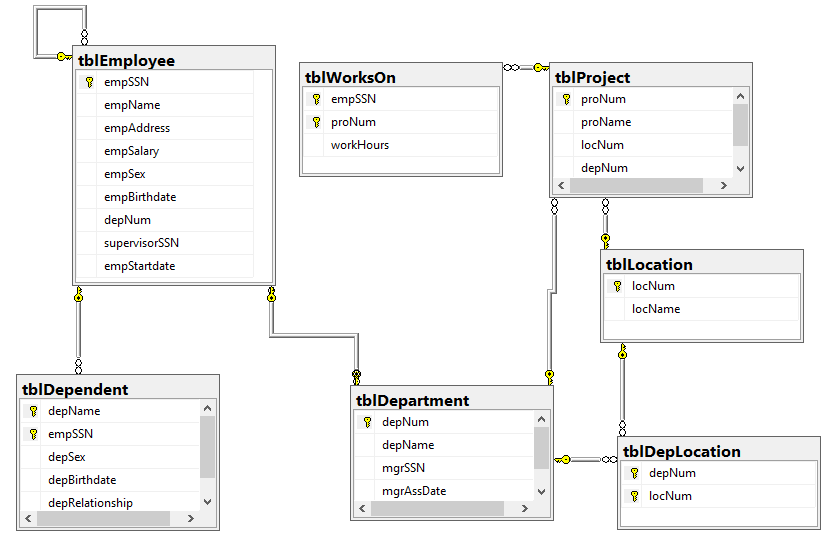 tblEmployee
empSSN
empName
empAddress
empSalary
empSex
empBirthdate
depNum
supervisorSSN
empStartdate
tblWorksOn
empSSN
proNum
workHours
tblProject
proNum
proName
locNum
depNum
tblLocation
locNum
locName
tblDependent
depName
empSSN
depSex
depBirthdate
depRelationship
tblDepartment
depNum
depName
mgrSSN
mgrAssDate
tblDepLocation
depNum
locNum